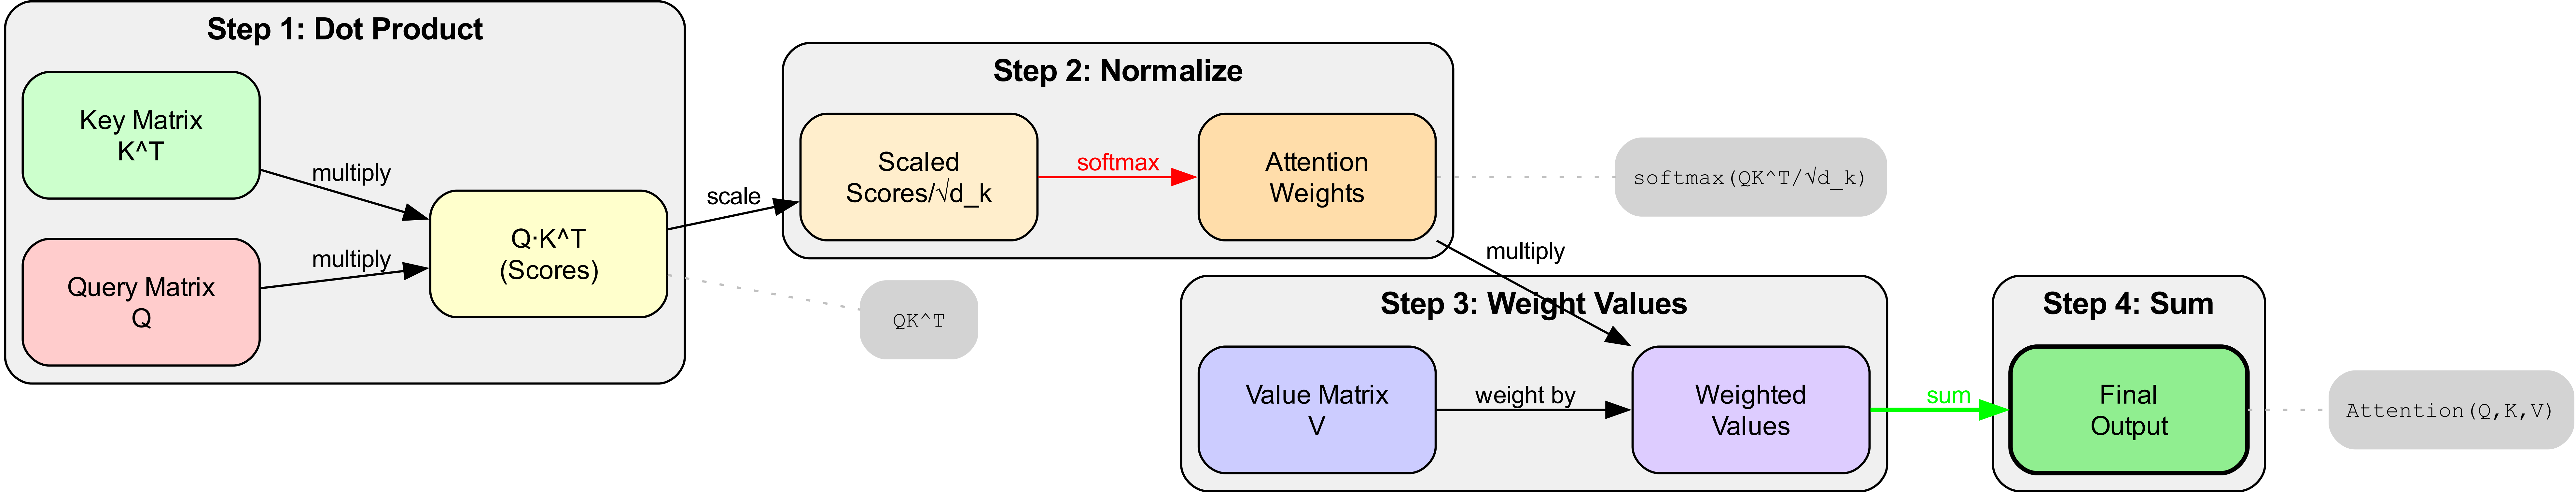 Step 1: Dot Product
Key Matrix
K^T
multiply
Query Matrix
Q
multiply
Q·K^T
(Scores)
scale
QK^T
Step 2: Normalize
Scaled
Scores/√d_k
softmax
Attention
Weights
softmax(QK^T/√d_k)
multiply
Step 3: Weight Values
Value Matrix
V
weight by
Weighted
Values
sum
Step 4: Sum
Final
Output
Attention(Q,K,V)